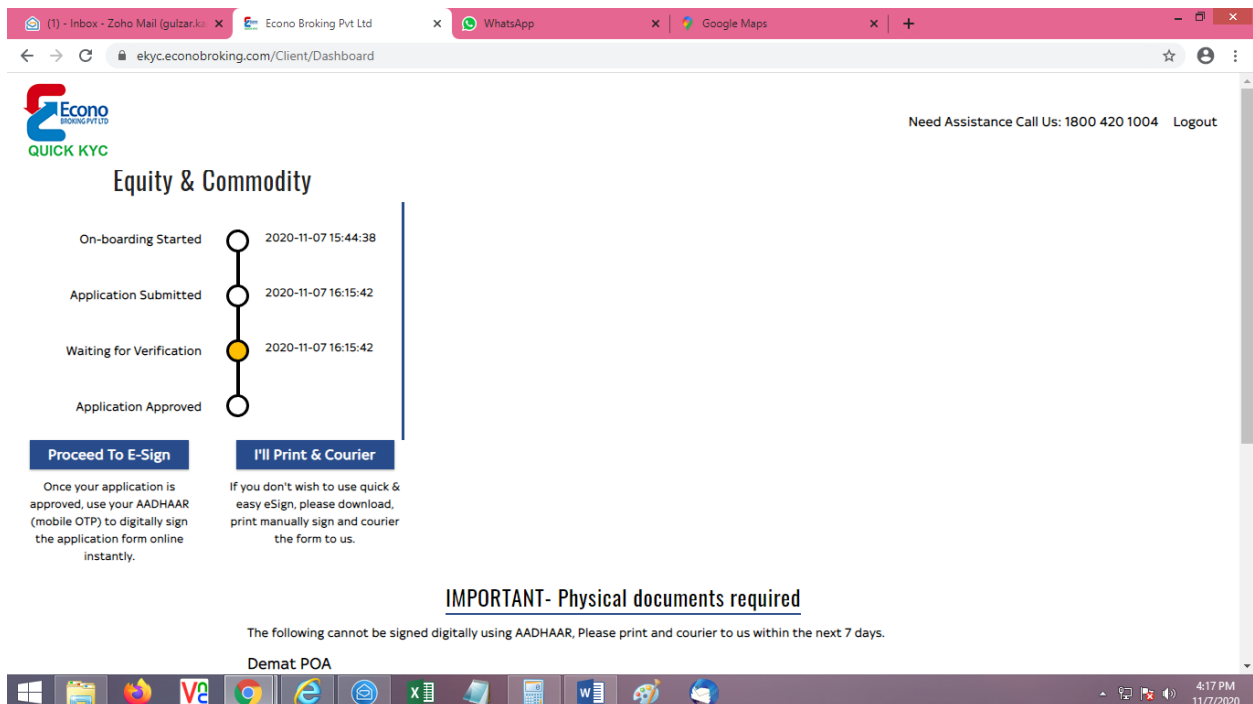 (1) - Inbox - Zoho Mail (gulzar.ka
Econo Broking Pvt Ltd
WhatsApp
Google Maps
ekyc.econobroking.com/Client/Dashboard
Econo
BROKING PVT LTD
QUICK KYC
Need Assistance Call Us: 1800 420 1004 Logout
Equity & Commodity
On-boarding Started 2020-11-07 15:44:38
Application Submitted 2020-11-07 16:15:42
Waiting for Verification 2020-11-07 16:15:42
Application Approved
Proceed To E-Sign
Once your application is
approved, use your AADHAAR
(mobile OTP) to digitally sign
the application form online
instantly.
I'll Print & Courier
If you don't wish to use quick &
easy eSign, please download,
print manually sign and courier
the form to us.
IMPORTANT- Physical documents required
The following cannot be signed digitally using AADHAAR, Please print and courier to us within the next 7 days.
Demat POA
4:17 PM
11/7/2020